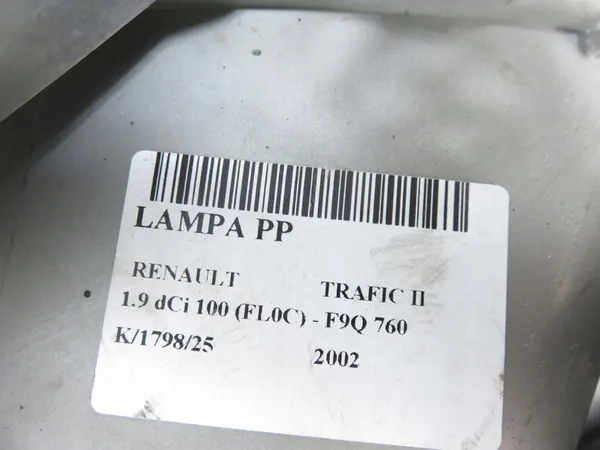 LAMPA PP
RENAULT TRAFIC II
1.9 dCi 100 (FL0C) - F9Q 760
K/1798/25 2002